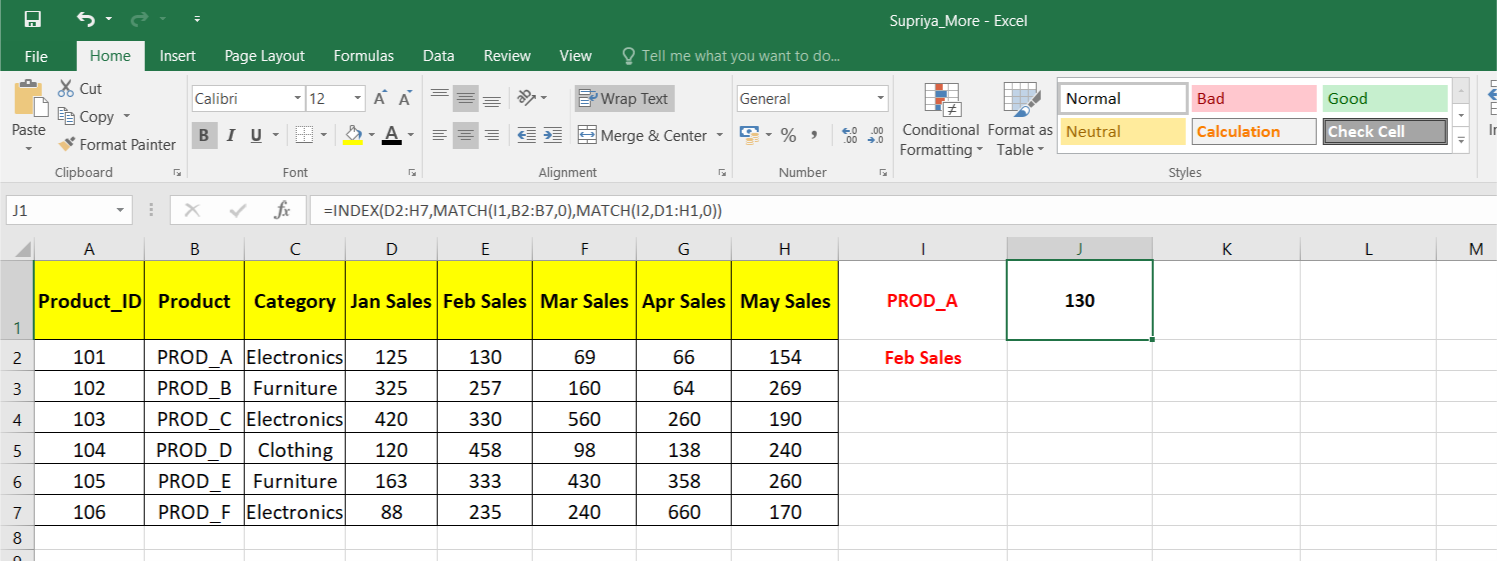 Supriya_More - Excel
File Home Insert Page Layout Formulas Data Review View Tell me what you want to do...
Paste
Cut
Copy
Format Painter
Clipboard
Calibri 12
B I U A
Font
Wrap Text
Merge & Center
Alignment
General
% , .0 .00 .00 .0
Number
Conditional Formatting
Format as Table
Normal Bad Good
Neutral Calculation Check Cell
Styles
J1 fx =INDEX(D2:H7,MATCH(I1,B2:B7,0),MATCH(I2,D1:H1,0))
A B C D E F G H I J K L M
1 Product_ID Product Category Jan Sales Feb Sales Mar Sales Apr Sales May Sales PROD_A 130
2 101 PROD_A Electronics 125 130 69 66 154 Feb Sales
3 102 PROD_B Furniture 325 257 160 64 269
4 103 PROD_C Electronics 420 330 560 260 190
5 104 PROD_D Clothing 120 458 98 138 240
6 105 PROD_E Furniture 163 333 430 358 260
7 106 PROD_F Electronics 88 235 240 660 170
8